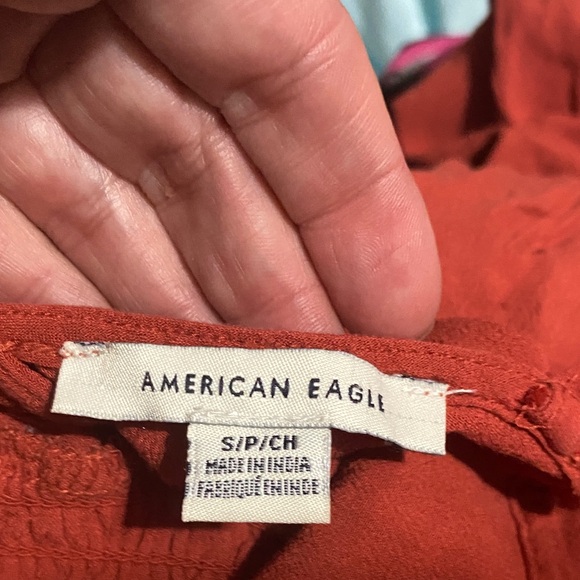 AMERICAN EAGLE
S/P/CH
MADE IN INDIA
FABRIQUÉ EN INDE